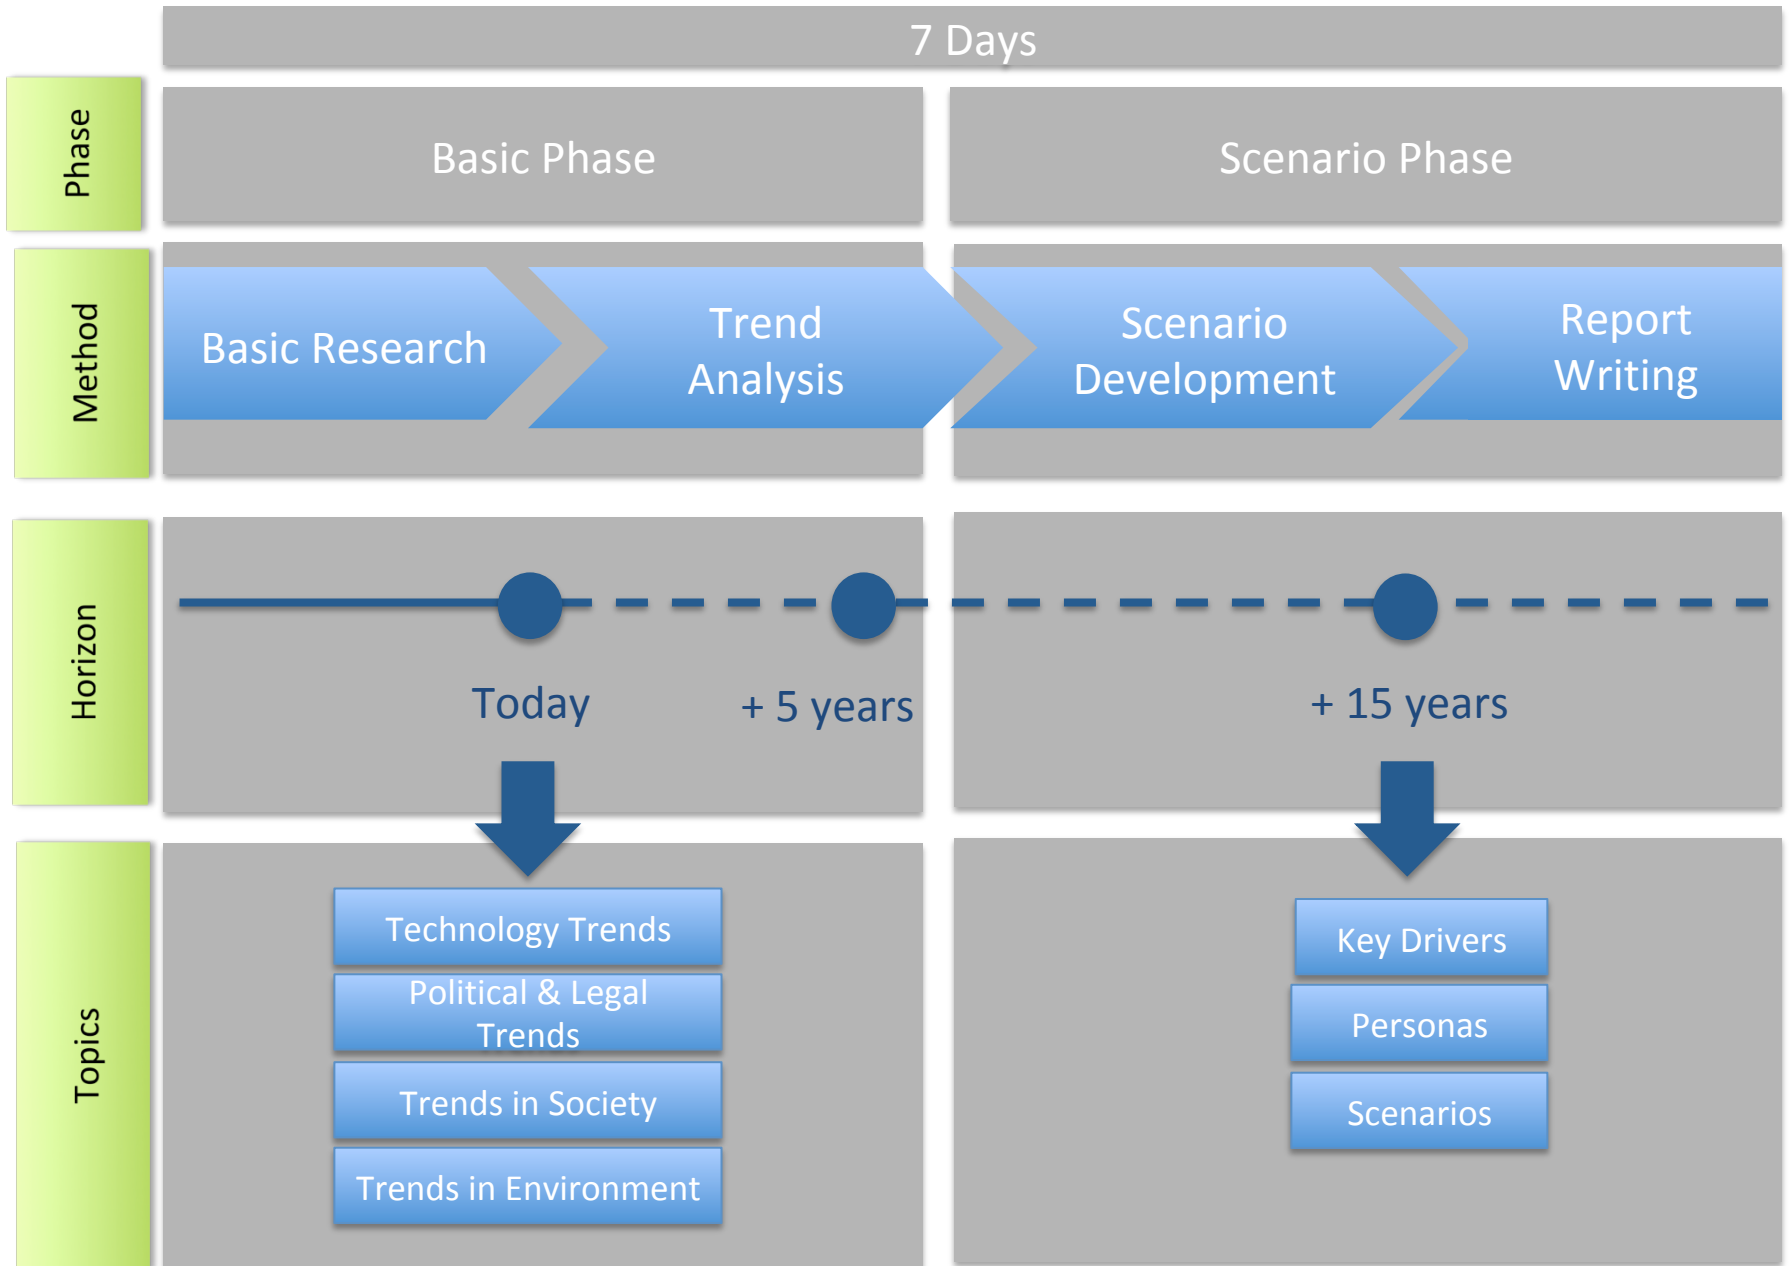 7 Days
Phase
Basic Phase
Scenario Phase
Method
Basic Research
Trend
Analysis
Scenario
Development
Report
Writing
Horizon
Today
+ 5 years
+ 15 years
Topics
Technology Trends
Political & Legal
Trends
Trends in Society
Trends in Environment
Key Drivers
Personas
Scenarios